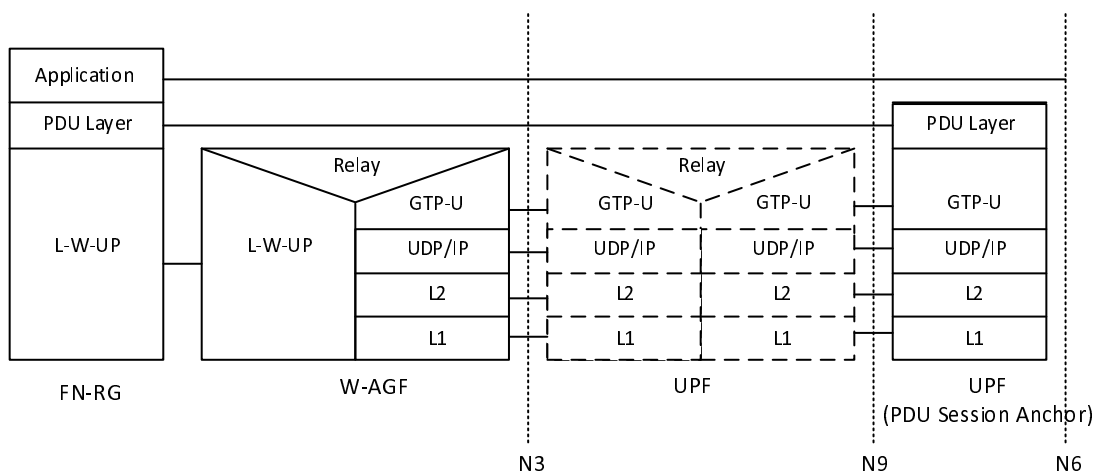 Application
PDU Layer
PDU Layer
Relay
Relay
GTP-U
GTP-U
GTP-U
GTP-U
L-W-UP
L-W-UP
UDP/IP
UDP/IP
UDP/IP
UDP/IP
L2
L2
L2
L2
L1
L1
L1
L1
FN-RG
W-AGF
UPF
UPF
(PDU Session Anchor)
N3
N9
N6